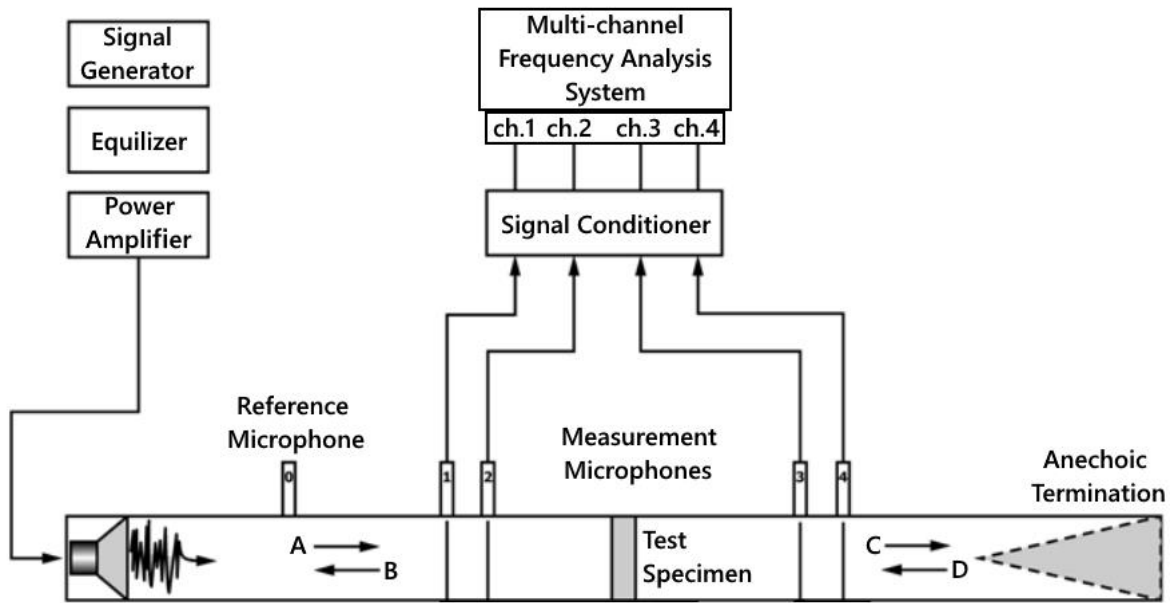 Signal
Generator
Equilizer
Power
Amplifier
Multi-channel
Frequency Analysis
System
ch.1 ch.2 ch.3 ch.4
Signal Conditioner
Reference
Microphone
Measurement
Microphones
Anechoic
Termination
0
1
2
3
4
A
B
Test
Specimen
C
D